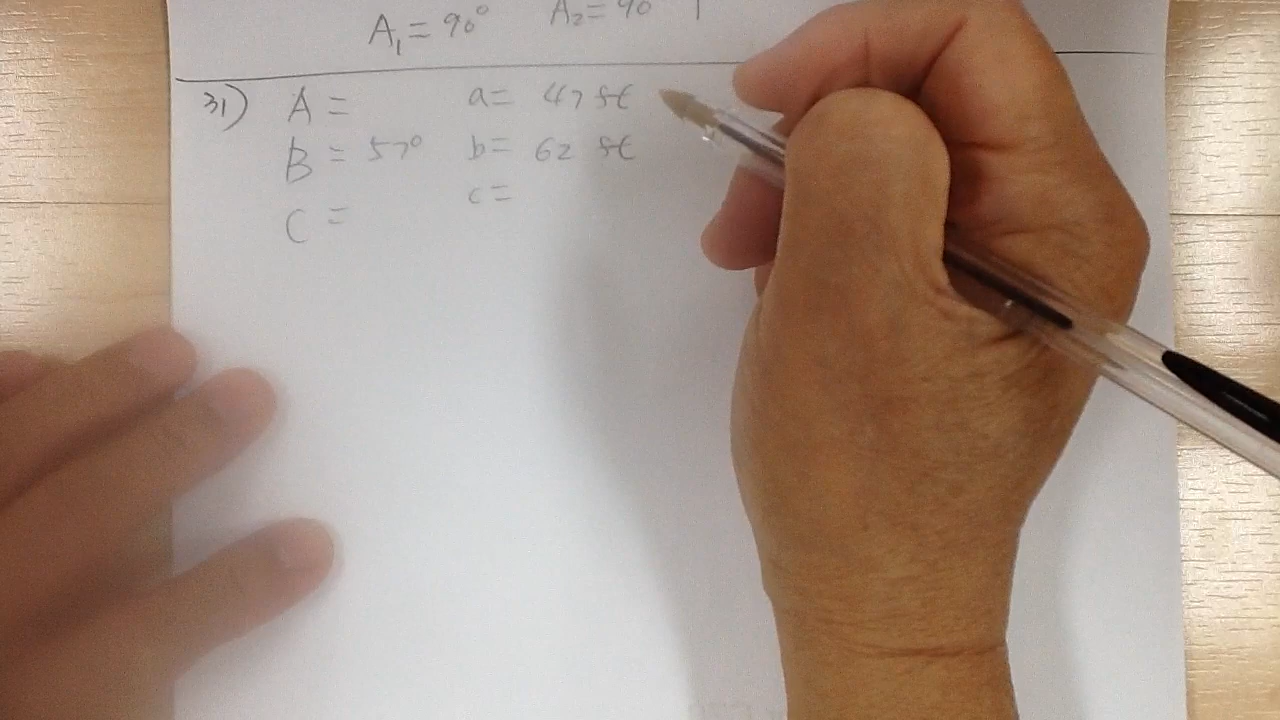 A₁ = 90° A₂ = 90°
31) A = a = 47 ft
B = 57° b = 62 ft
C = c =